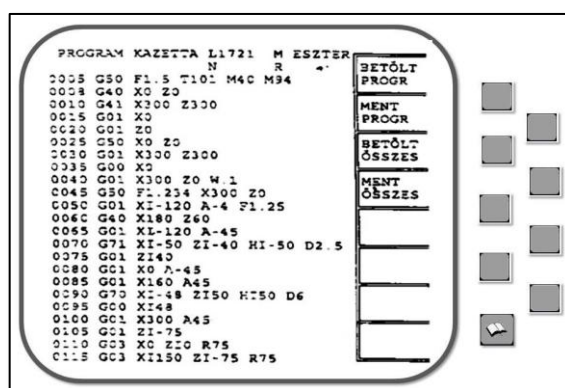 PROGRAM KAZETTA L1721 M ESZTER
N R
0005 G50 F1.5 T101 M40 M94
0008 G40 X0 Z0
0010 G41 X300 Z300
0015 G01 X0
0020 G01 Z0
0025 G50 X0 Z0
0030 G01 X300 Z300
0035 G00 X0
0040 G01 X300 Z0 W.1
0045 G50 F1.234 X300 Z0
0050 G01 XI-120 A-4 F1.25
0060 G40 X180 Z60
0065 G01 XL-120 A-45
0070 G71 XI-50 ZI-40 HI-50 D2.5
0075 G01 ZI40
0080 G01 X0 A-45
0085 G01 X160 A45
0090 G70 XI-48 ZI50 HI50 D6
0095 G00 XI48
0100 G01 X300 A45
0105 G01 ZI-75
0110 G03 X0 ZI0 R75
0115 G03 XI150 ZI-75 R75
BETÖLT
PROGR
MENT
PROGR
BETÖLT
ÖSSZES
MENT
ÖSSZES